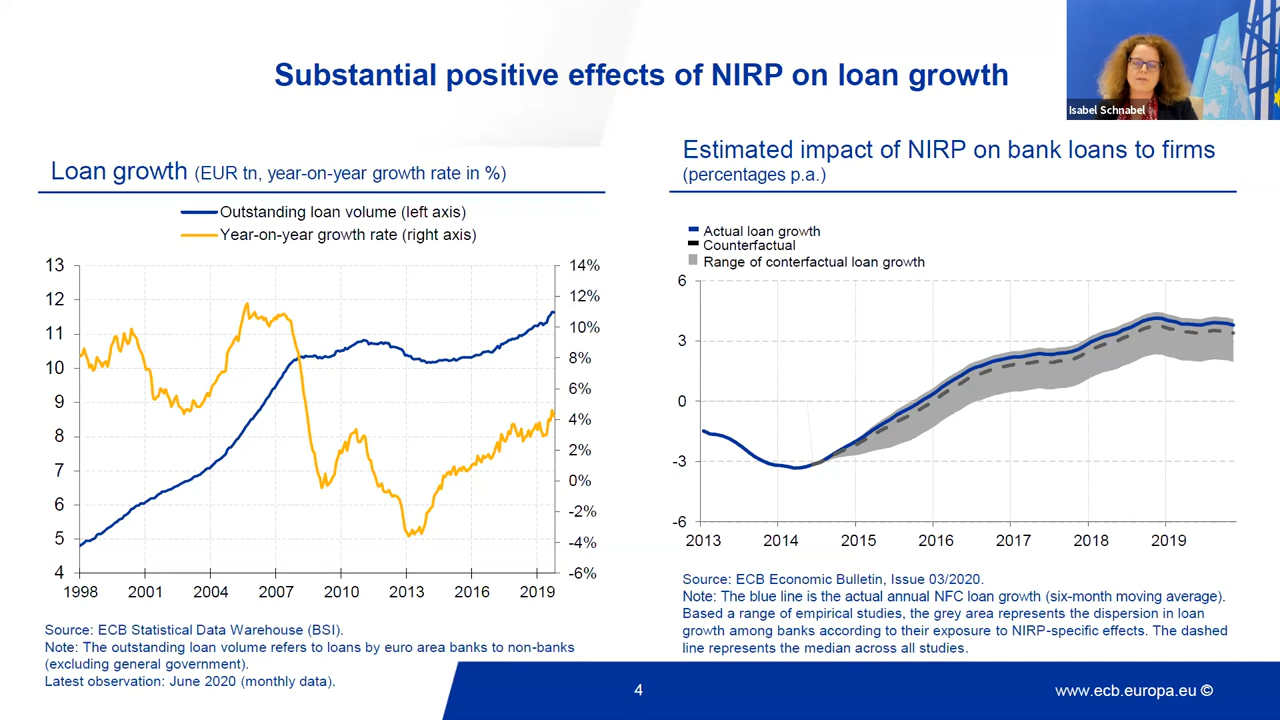 Substantial positive effects of NIRP on loan growth
Isabel Schnabel
Loan growth (EUR tn, year-on-year growth rate in %)
Outstanding loan volume (left axis)
Year-on-year growth rate (right axis)
13
12
11
10
9
8
7
6
5
4
14%
12%
10%
8%
6%
4%
2%
0%
-2%
-4%
-6%
1998 2001 2004 2007 2010 2013 2016 2019
Source: ECB Statistical Data Warehouse (BSI).
Note: The outstanding loan volume refers to loans by euro area banks to non-banks
(excluding general government).
Latest observation: June 2020 (monthly data).
Estimated impact of NIRP on bank loans to firms
(percentages p.a.)
Actual loan growth
Counterfactual
Range of conterfactual loan growth
6
3
0
-3
-6
2013 2014 2015 2016 2017 2018 2019
Source: ECB Economic Bulletin, Issue 03/2020.
Note: The blue line is the actual annual NFC loan growth (six-month moving average).
Based a range of empirical studies, the grey area represents the dispersion in loan
growth among banks according to their exposure to NIRP-specific effects. The dashed
line represents the median across all studies.
4
www.ecb.europa.eu ©